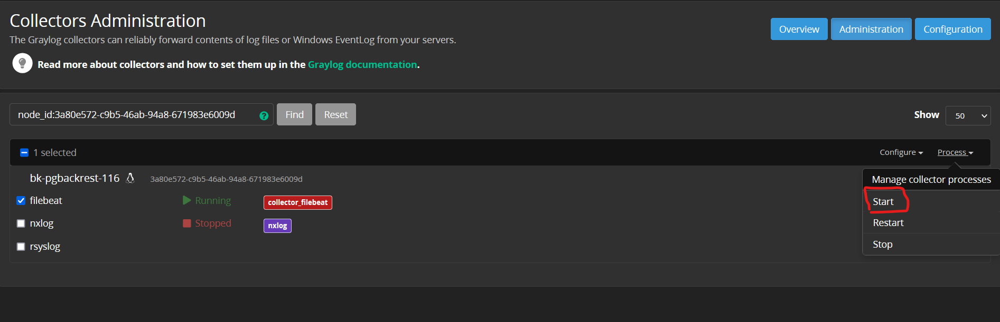 Collectors Administration
The Graylog collectors can reliably forward contents of log files or Windows EventLog from your servers.
Overview
Administration
Configuration
Read more about collectors and how to set them up in the Graylog documentation.
node_id:3a80e572-c9b5-46ab-94a8-671983e6009d
?
Find
Reset
Show
50
1 selected
Configure
Process
bk-pgbackrest-116
3a80e572-c9b5-46ab-94a8-671983e6009d
Manage collector processes
filebeat
Running
collector_filebeat
Start
nxlog
Stopped
nxlog
Restart
rsyslog
Stop